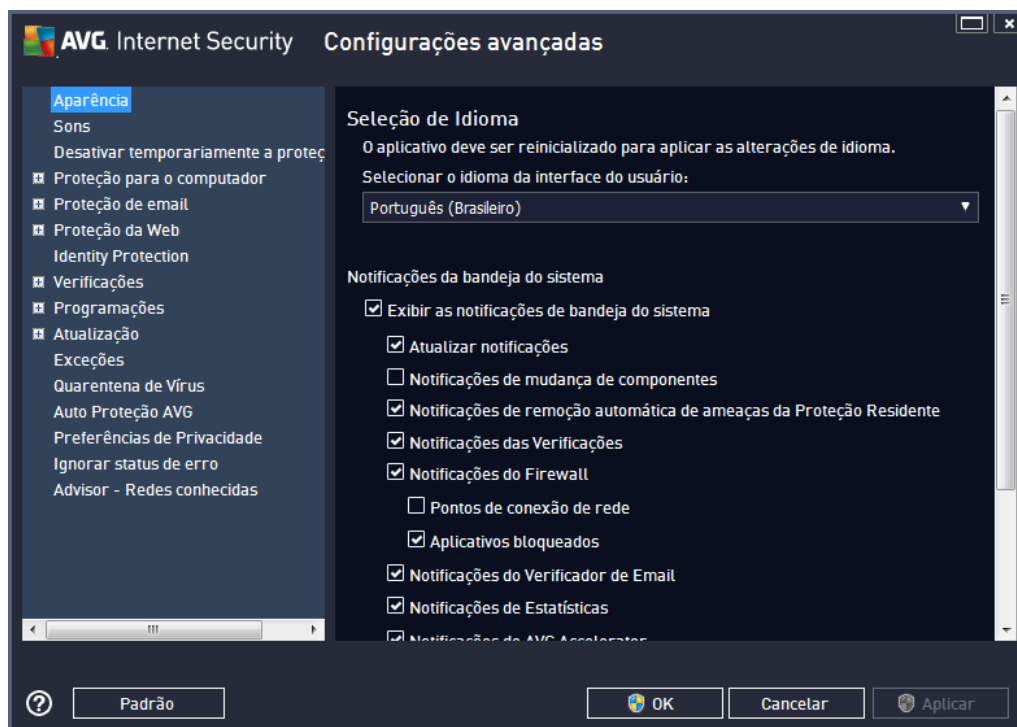 AVG. Internet Security Configurações avançadas
Aparência
Sons
Desativar temporariamente a proteç
Proteção para o computador
Proteção de email
Proteção da Web
Identity Protection
Verificações
Programações
Atualização
Exceções
Quarentena de Vírus
Auto Proteção AVG
Preferências de Privacidade
Ignorar status de erro
Advisor - Redes conhecidas
Seleção de Idioma
O aplicativo deve ser reinicializado para aplicar as alterações de idioma.
Selecionar o idioma da interface do usuário:
Português (Brasileiro)
Notificações da bandeja do sistema
Exibir as notificações de bandeja do sistema
Atualizar notificações
Notificações de mudança de componentes
Notificações de remoção automática de ameaças da Proteção Residente
Notificações das Verificações
Notificações do Firewall
Pontos de conexão de rede
Aplicativos bloqueados
Notificações do Verificador de Email
Notificações de Estatísticas
Notificações do AVG Accelerator
Padrão
OK
Cancelar
Aplicar